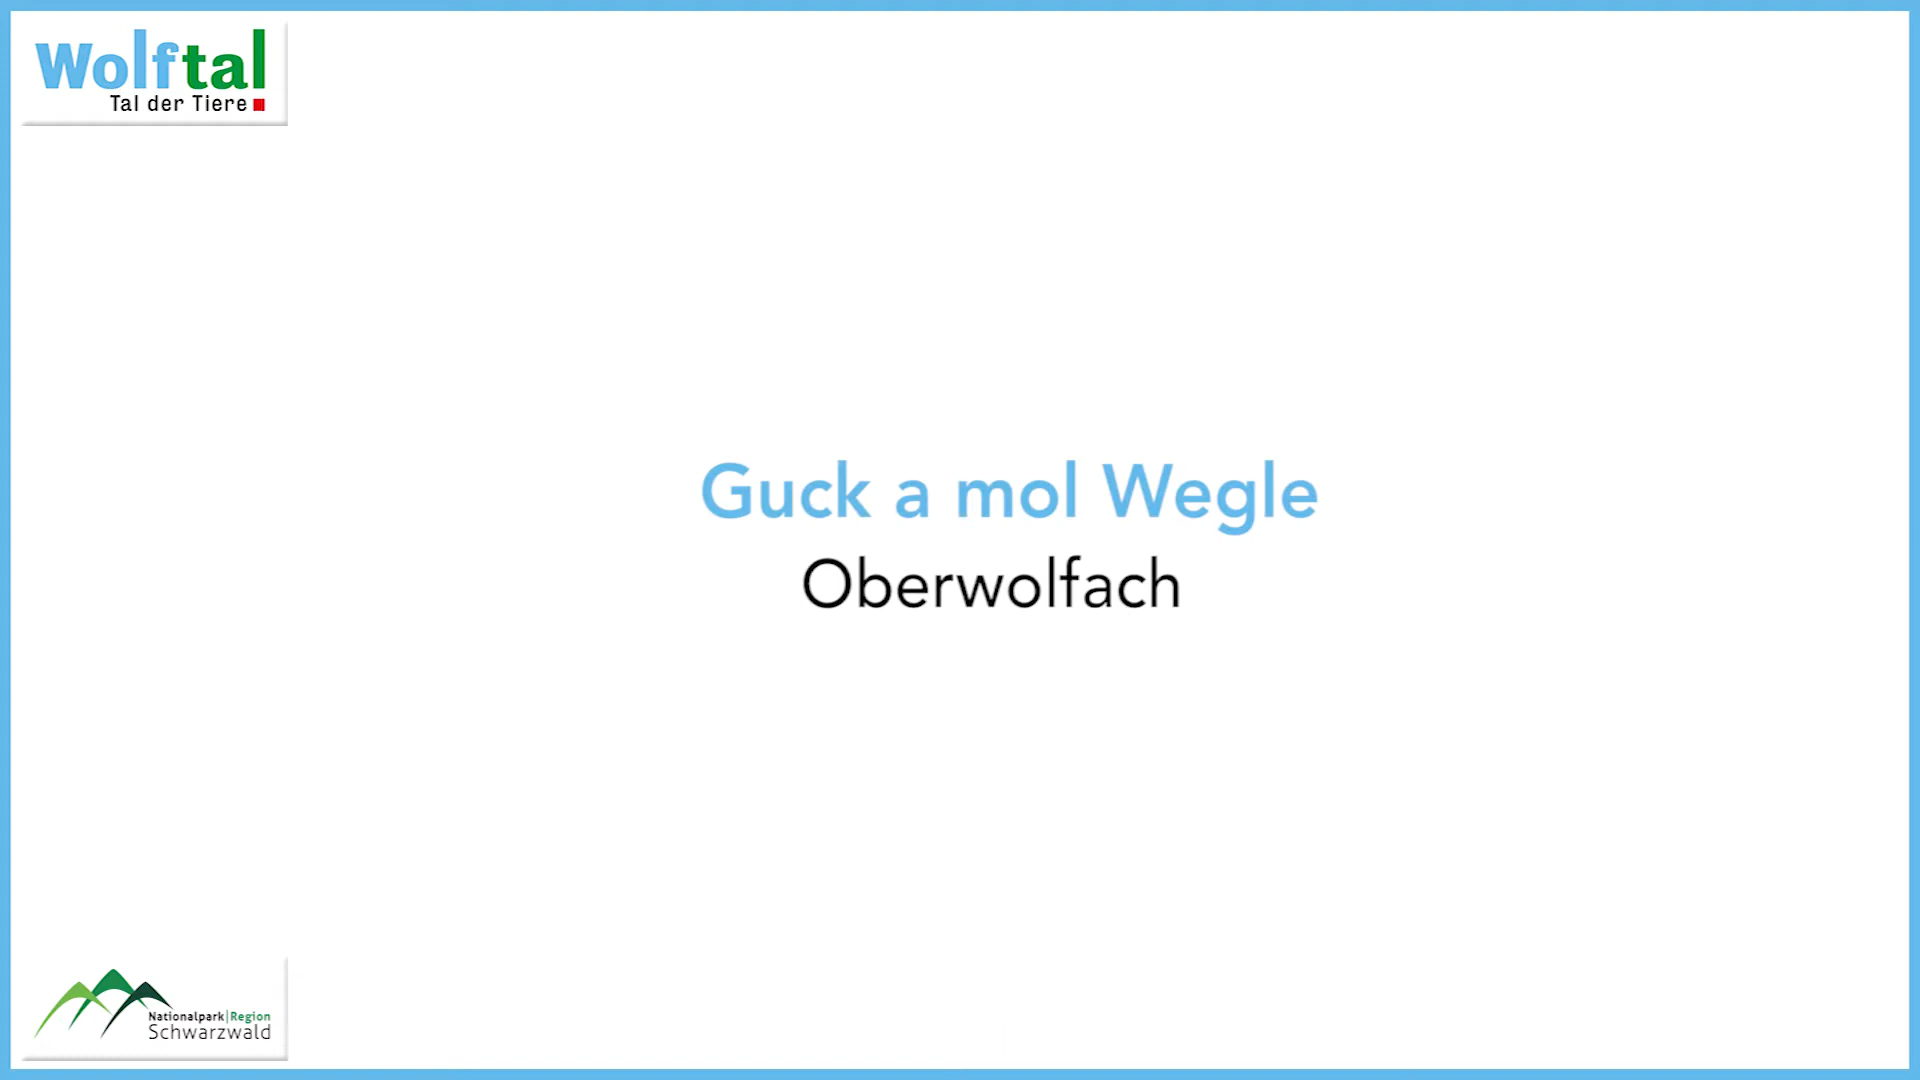 Wolftal
Tal der Tiere
Guck a mol Wegle
Oberwolfach
Nationalpark|Region
Schwarzwald